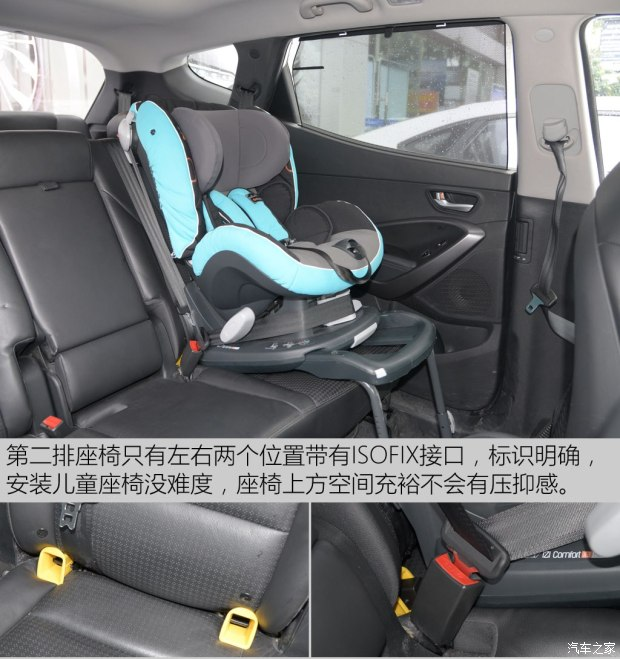 第二排座椅只有左右两个位置带有ISOFIX接口，标识明确，
安装儿童座椅没难度，座椅上方空间充裕不会有压抑感。
Comfort
汽车之家